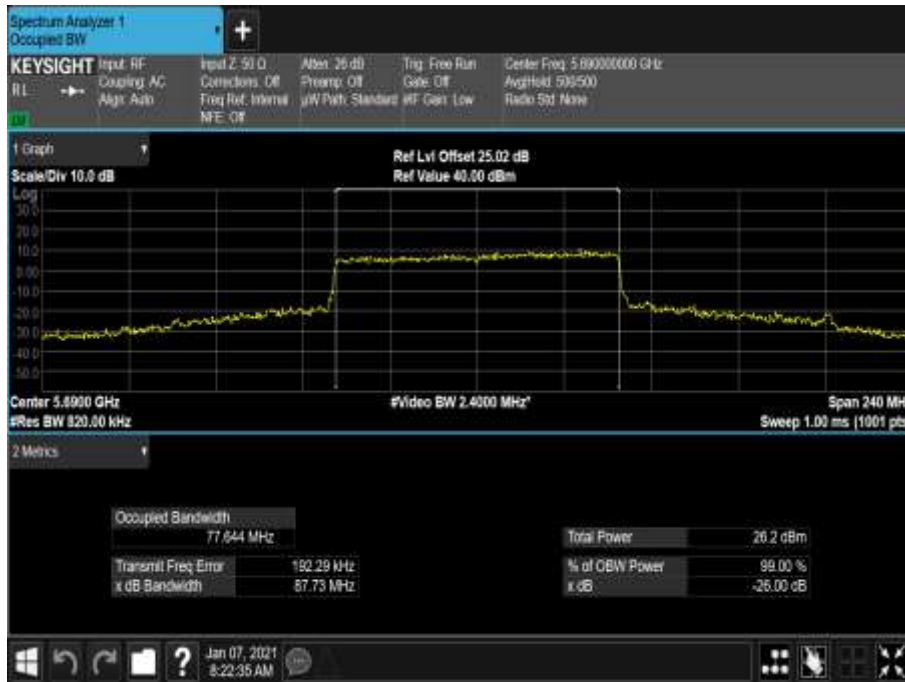 Spectrum Analyzer 1
Occupied BW
+
KEYSIGHT Input: RF Input Z: 50 Ω Atten: 26 dB Trig: Free Run Center Freq: 5.690000000 GHz
RL Coupling: AC Corrections: Off Preamp: Off Gate: Off Avg|Hold: 500/500
Align: Auto Freq Ref: Internal µW Path: Standard #IF Gain: Low Radio Std: None
NFE: Off
1 Graph
Ref Lvl Offset 25.02 dB
Scale/Div 10.0 dB Ref Value 40.00 dBm
Log
30.0
20.0
10.0
0.00
-10.0
-20.0
-30.0
-40.0
-50.0
Center 5.6900 GHz #Video BW 2.4000 MHz* Span 240 MH
#Res BW 820.00 kHz Sweep 1.00 ms (1001 pts
2 Metrics
Occupied Bandwidth
77.644 MHz Total Power 26.2 dBm
Transmit Freq Error 192.29 kHz % of OBW Power 99.00 %
x dB Bandwidth 87.73 MHz x dB -26.00 dB
? Jan 07, 2021
8:22:35 AM